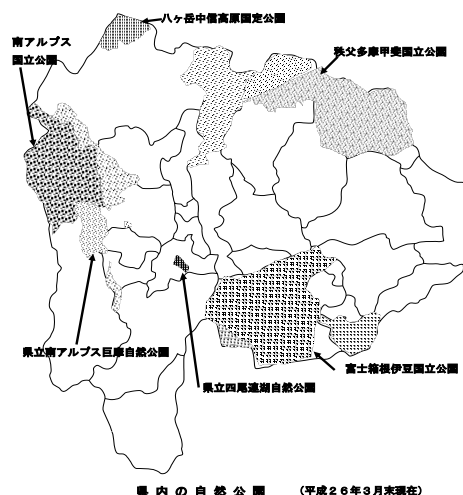 八ヶ岳中信高原国定公園
南アルプス
国立公園
秩父多摩甲斐国立公園
県立南アルプス巨摩自然公園
県立四尾連湖自然公園
富士箱根伊豆国立公園
県内の自然公園 (平成26年3月末現在)